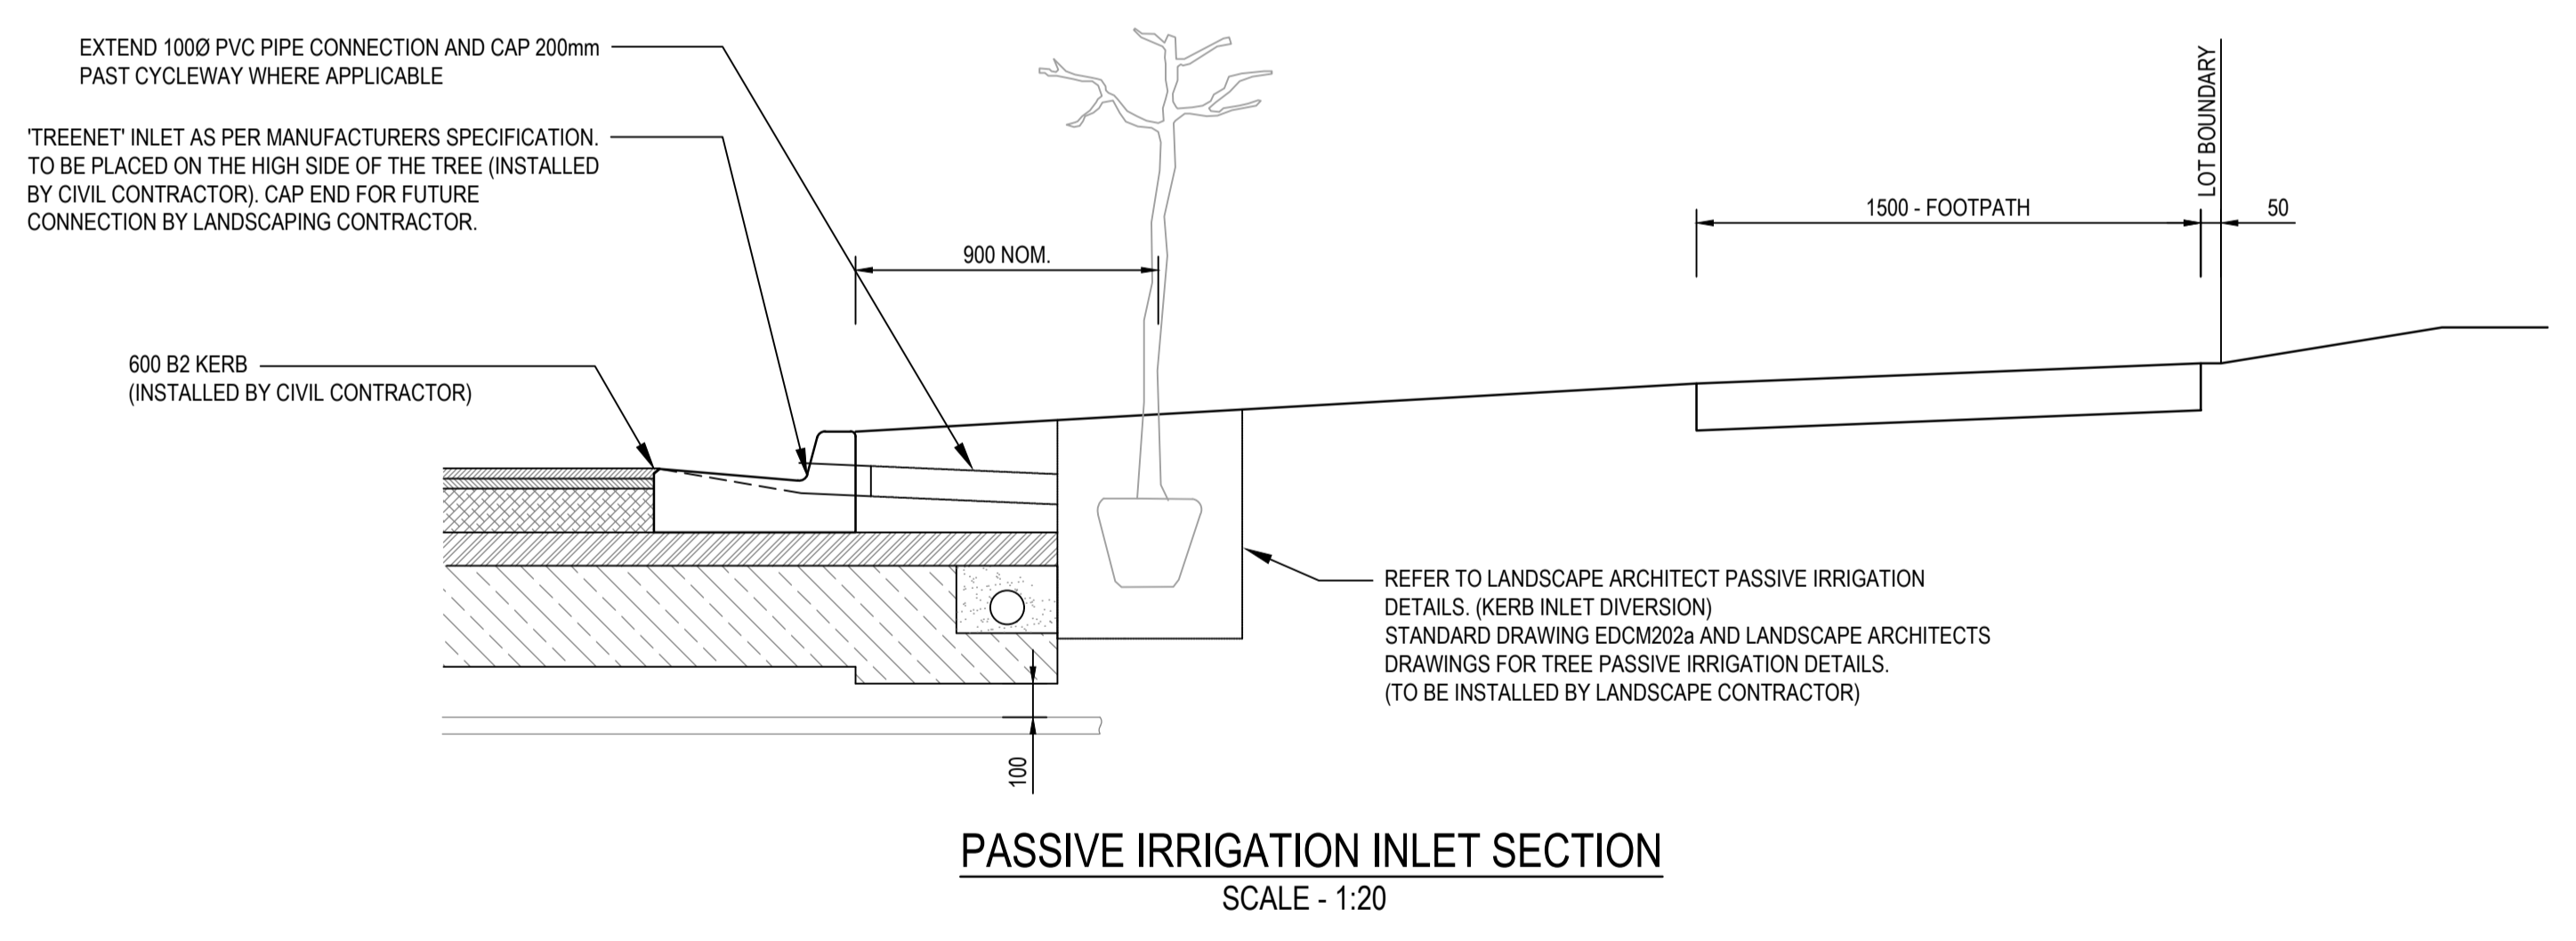 EXTEND 100Ø PVC PIPE CONNECTION AND CAP 200mm
PAST CYCLEWAY WHERE APPLICABLE
'TREENET' INLET AS PER MANUFACTURERS SPECIFICATION.
TO BE PLACED ON THE HIGH SIDE OF THE TREE (INSTALLED
BY CIVIL CONTRACTOR). CAP END FOR FUTURE
CONNECTION BY LANDSCAPING CONTRACTOR.
600 B2 KERB
(INSTALLED BY CIVIL CONTRACTOR)
900 NOM.
1500 - FOOTPATH
LOT BOUNDARY
50
REFER TO LANDSCAPE ARCHITECT PASSIVE IRRIGATION
DETAILS. (KERB INLET DIVERSION)
STANDARD DRAWING EDCM202a AND LANDSCAPE ARCHITECTS
DRAWINGS FOR TREE PASSIVE IRRIGATION DETAILS.
(TO BE INSTALLED BY LANDSCAPE CONTRACTOR)
100
PASSIVE IRRIGATION INLET SECTION
SCALE - 1:20